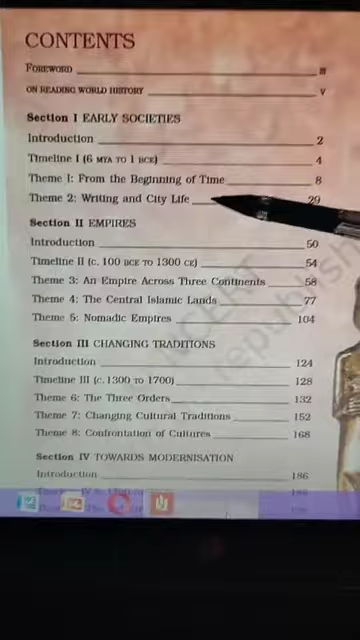 CONTENTS
FOREWORD iii
ON READING WORLD HISTORY v
Section I EARLY SOCIETIES
Introduction 2
Timeline I (6 MYA TO 1 BCE) 4
Theme 1: From the Beginning of Time 8
Theme 2: Writing and City Life 29
Section II EMPIRES
Introduction 50
Timeline II (C. 100 BCE TO 1300 CE) 54
Theme 3: An Empire Across Three Continents 58
Theme 4: The Central Islamic Lands 77
Theme 5: Nomadic Empires 104
Section III CHANGING TRADITIONS
Introduction 124
Timeline III (C. 1300 TO 1700) 128
Theme 6: The Three Orders 132
Theme 7: Changing Cultural Traditions 152
Theme 8: Confrontation of Cultures 168
Section IV TOWARDS MODERNISATION
Introduction 186